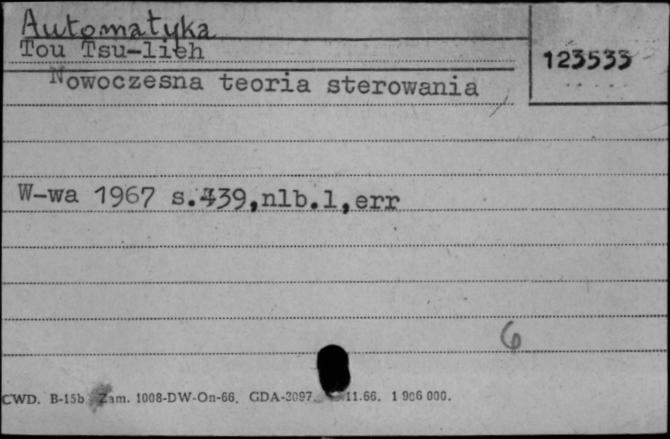 Automatyka
Tou Tsu-lieh
123533
Nowoczesna teoria sterowania
W-wa 1967 s.439,nlb.1,err
6
CWD. B-15b Zam. 1008-DW-On-66. GDA-2097. 11.66. 1 906 000.